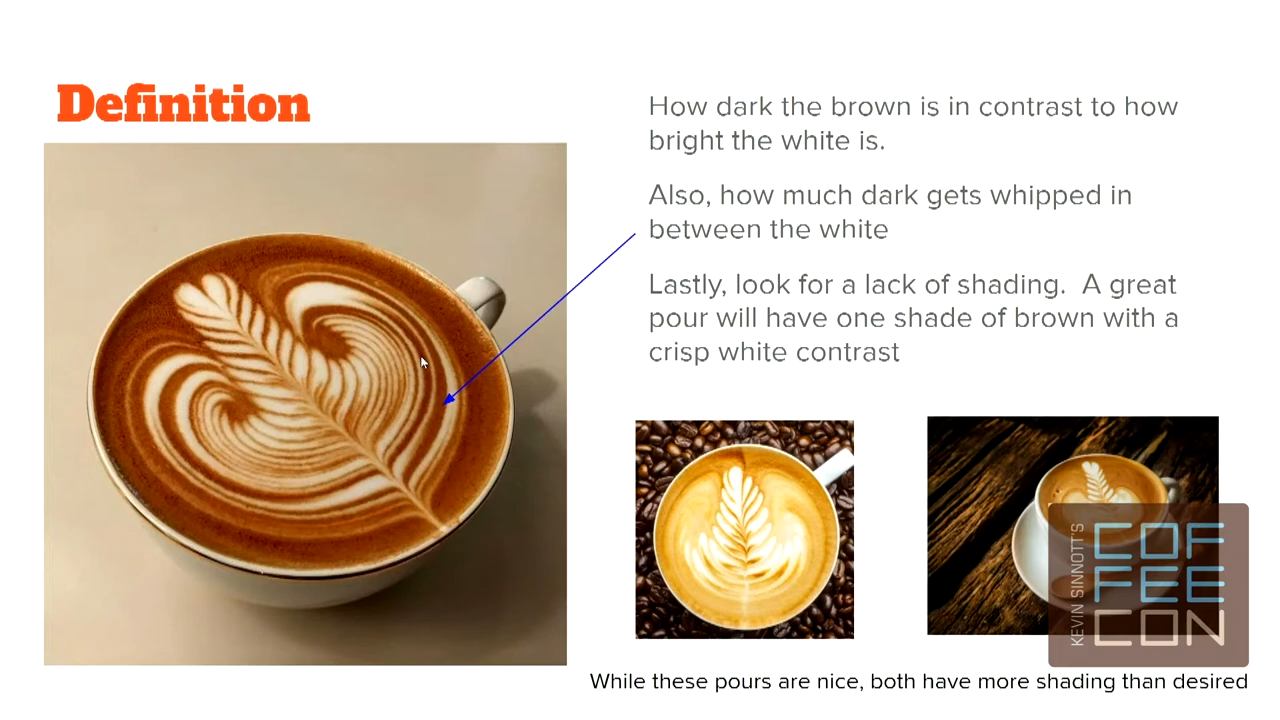 Definition
How dark the brown is in contrast to how
bright the white is.
Also, how much dark gets whipped in
between the white
Lastly, look for a lack of shading.  A great
pour will have one shade of brown with a
crisp white contrast
KEVIN SINNOTT'S
COF
FEE
CON
While these pours are nice, both have more shading than desired